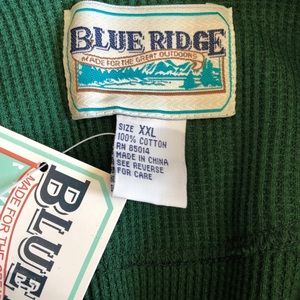 BLUE RIDGE
MADE FOR THE GREAT OUTDOORS
SIZE XXL
100% COTTON
RN 85014
MADE IN CHINA
SEE REVERSE
FOR CARE
BLUE
MADE FOR THE